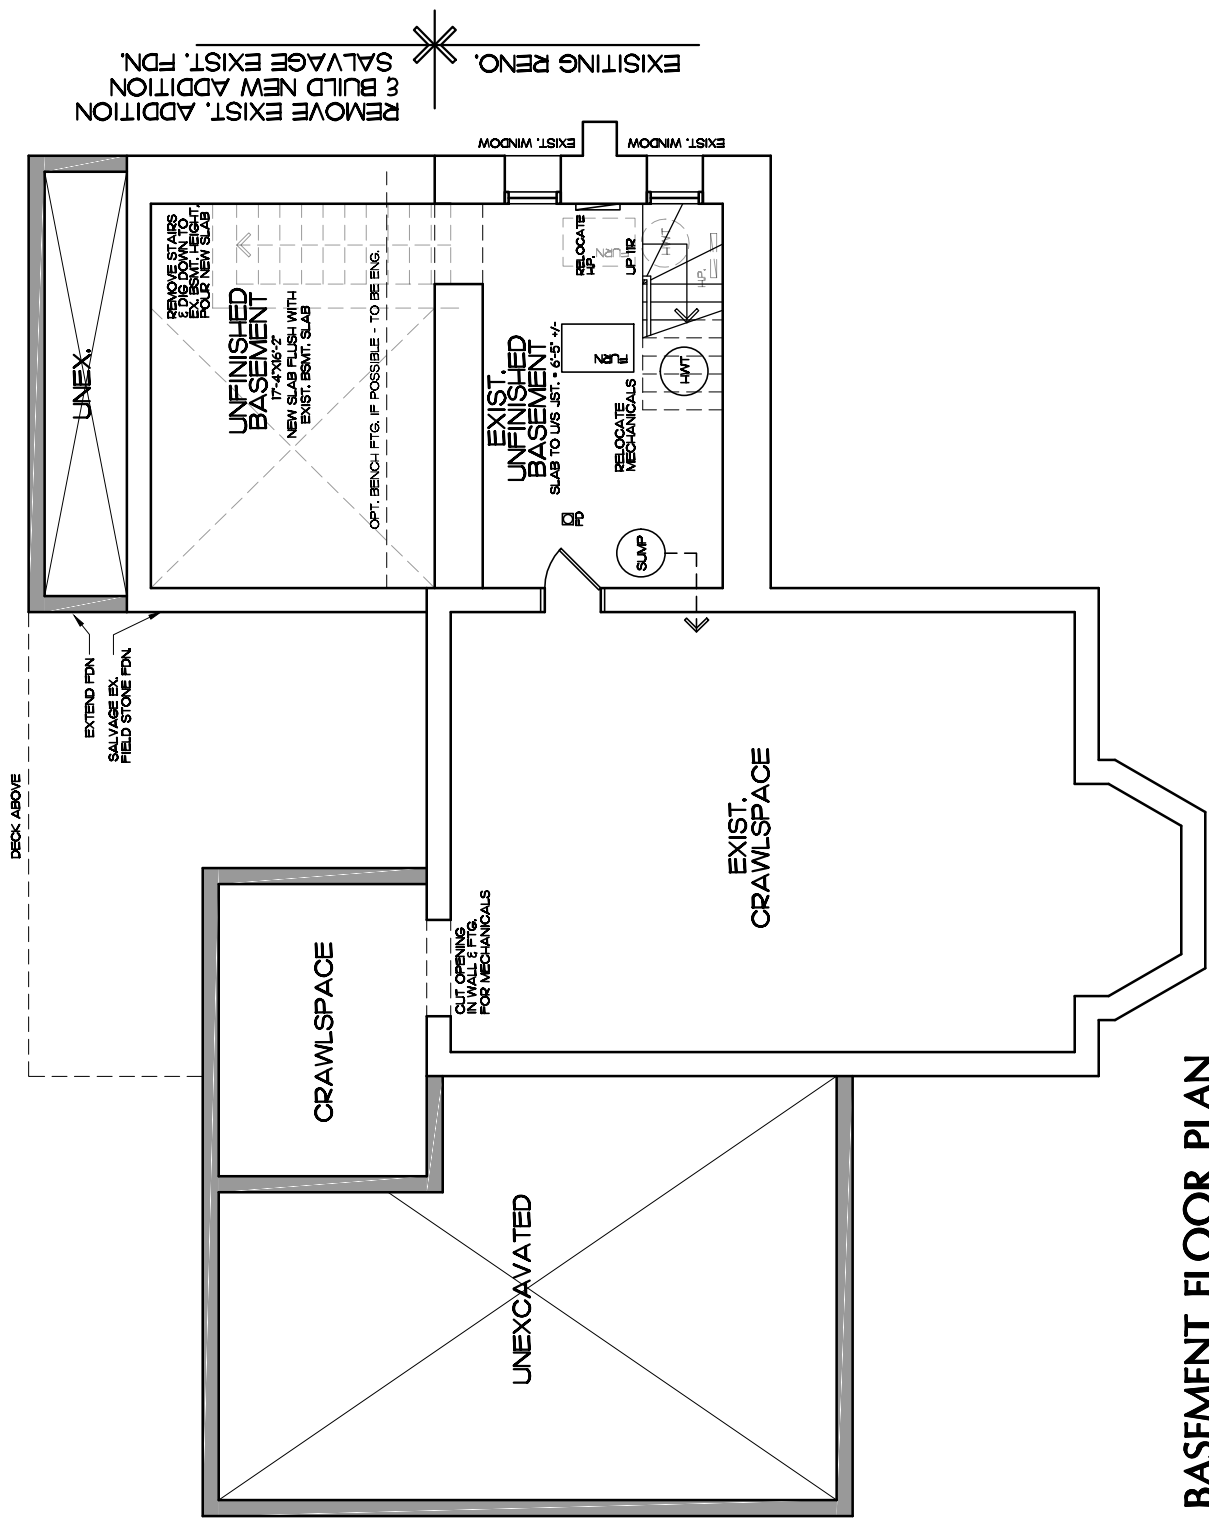 REMOVE EXIST. ADDITION
& BUILD NEW ADDITION
SALVAGE EXIST. FDN.
EXISITING RENO.
EXIST. WINDOW
EXIST. WINDOW
UNEX.
REMOVE STAIRS
& DIG DOWN TO
EX. BSMT. HEIGHT,
POUR NEW SLAB
UNFINISHED
BASEMENT
17'-4"X16'-2"
NEW SLAB FLUSH WITH
EXIST. BSMT. SLAB
OPT. BENCH FTG. IF POSSIBLE - TO BE ENG.
EXIST.
UNFINISHED
BASEMENT
SLAB TO U/S JST. = 6'-5" +/-
RELOCATE
H.P.
FURN
UP 11R
HWT
H.P.
FURN
HWT
RELOCATE
MECHANICALS
FD
SUMP
EXTEND FDN
SALVAGE EX.
FIELD STONE FDN.
DECK ABOVE
EXIST.
CRAWLSPACE
CUT OPENING
IN WALL & FTG.
FOR MECHANICALS
CRAWLSPACE
UNEXCAVATED
BASEMENT FLOOR PLAN